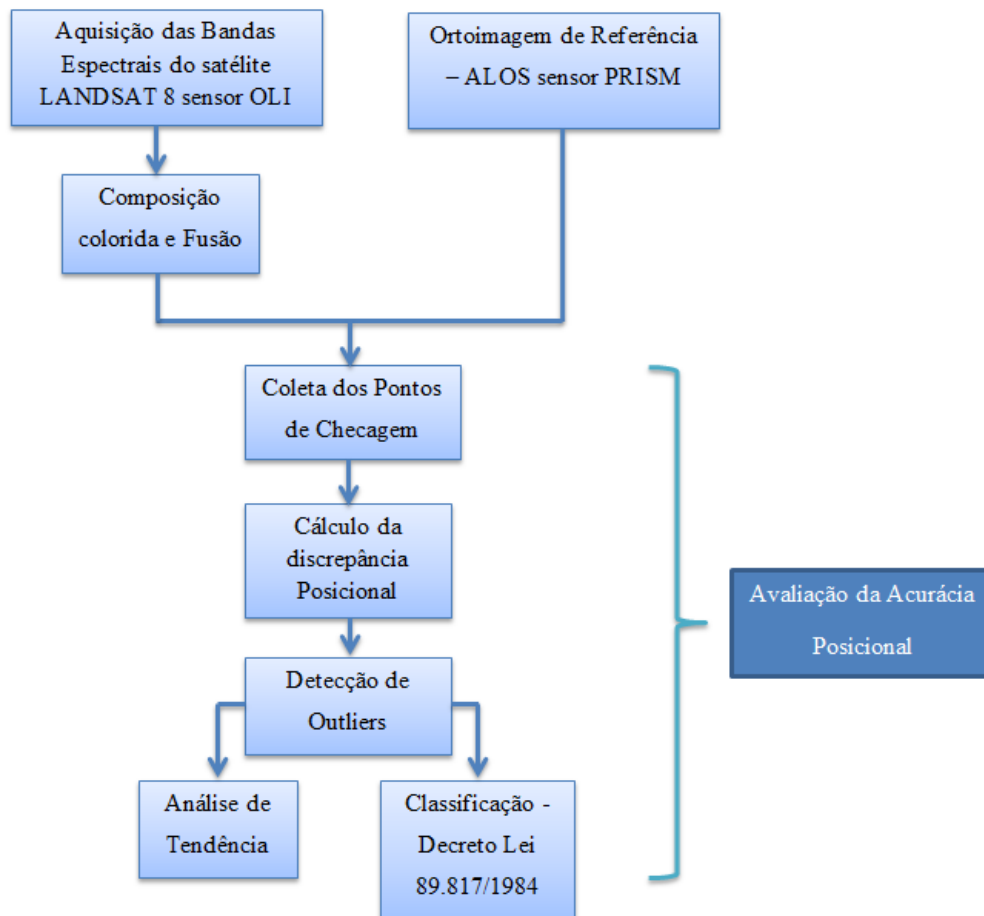 Aquisição das Bandas
Espectrais do satélite
LANDSAT 8 sensor OLI
Ortoimagem de Referência
– ALOS sensor PRISM
Composição
colorida e Fusão
Coleta dos Pontos
de Checagem
Cálculo da
discrepância
Posicional
Avaliação da Acurácia
Posicional
Detecção de
Outliers
Análise de
Tendência
Classificação -
Decreto Lei
89.817/1984